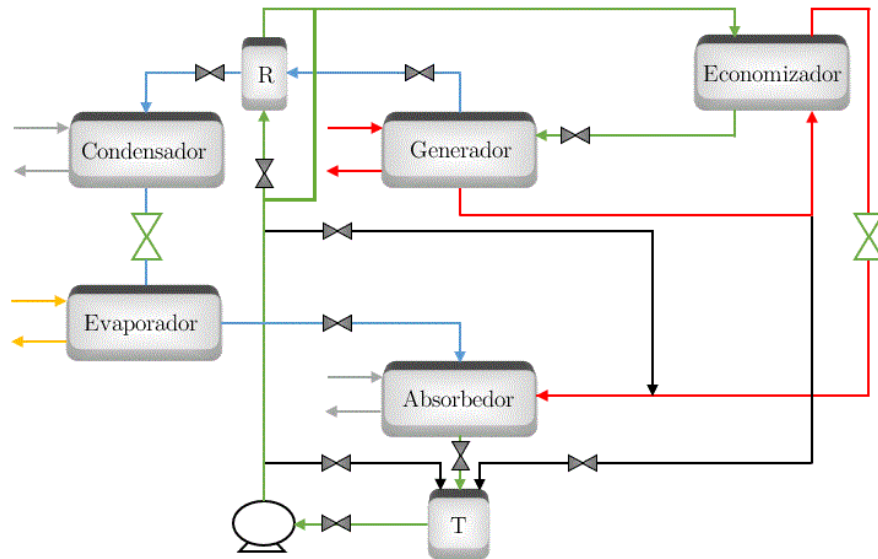 R
Economizador
Condensador
Generador
Evaporador
Absorbedor
T